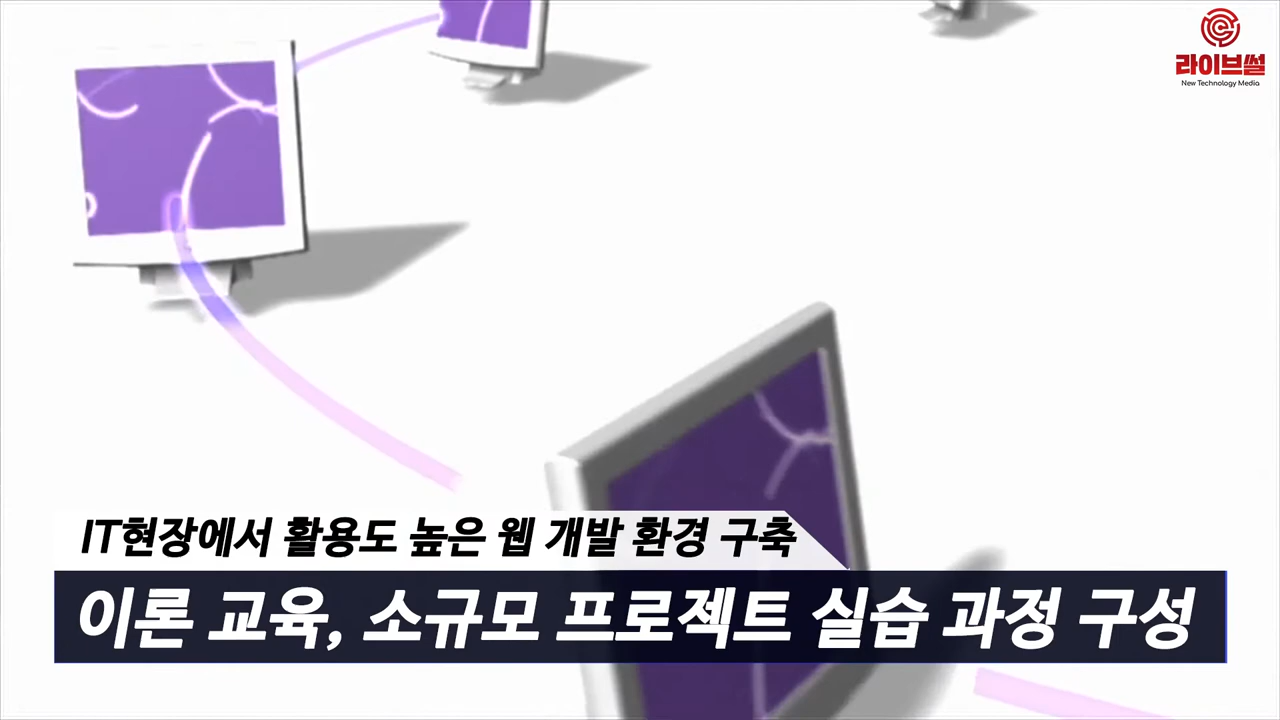 라이브썰
New Technology Media
IT현장에서 활용도 높은 웹 개발 환경 구축
이론 교육, 소규모 프로젝트 실습 과정 구성